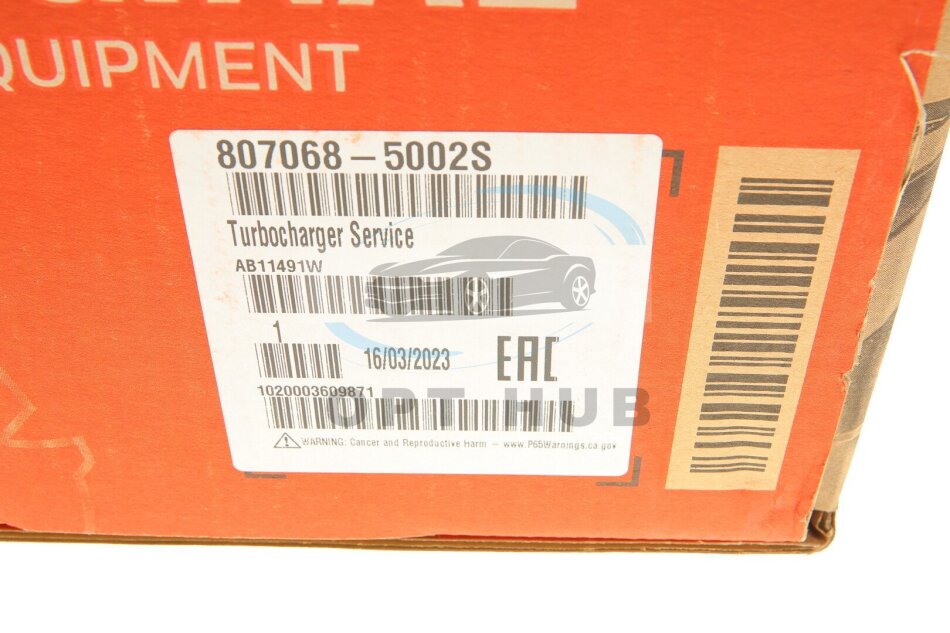 EQUIPMENT
807068-5002S
Turbocharger Service
AB11491W
1
16/03/2023
EAC
1020003609871
OPT HUB
WARNING: Cancer and Reproductive Harm - www.P65Warnings.ca.gov